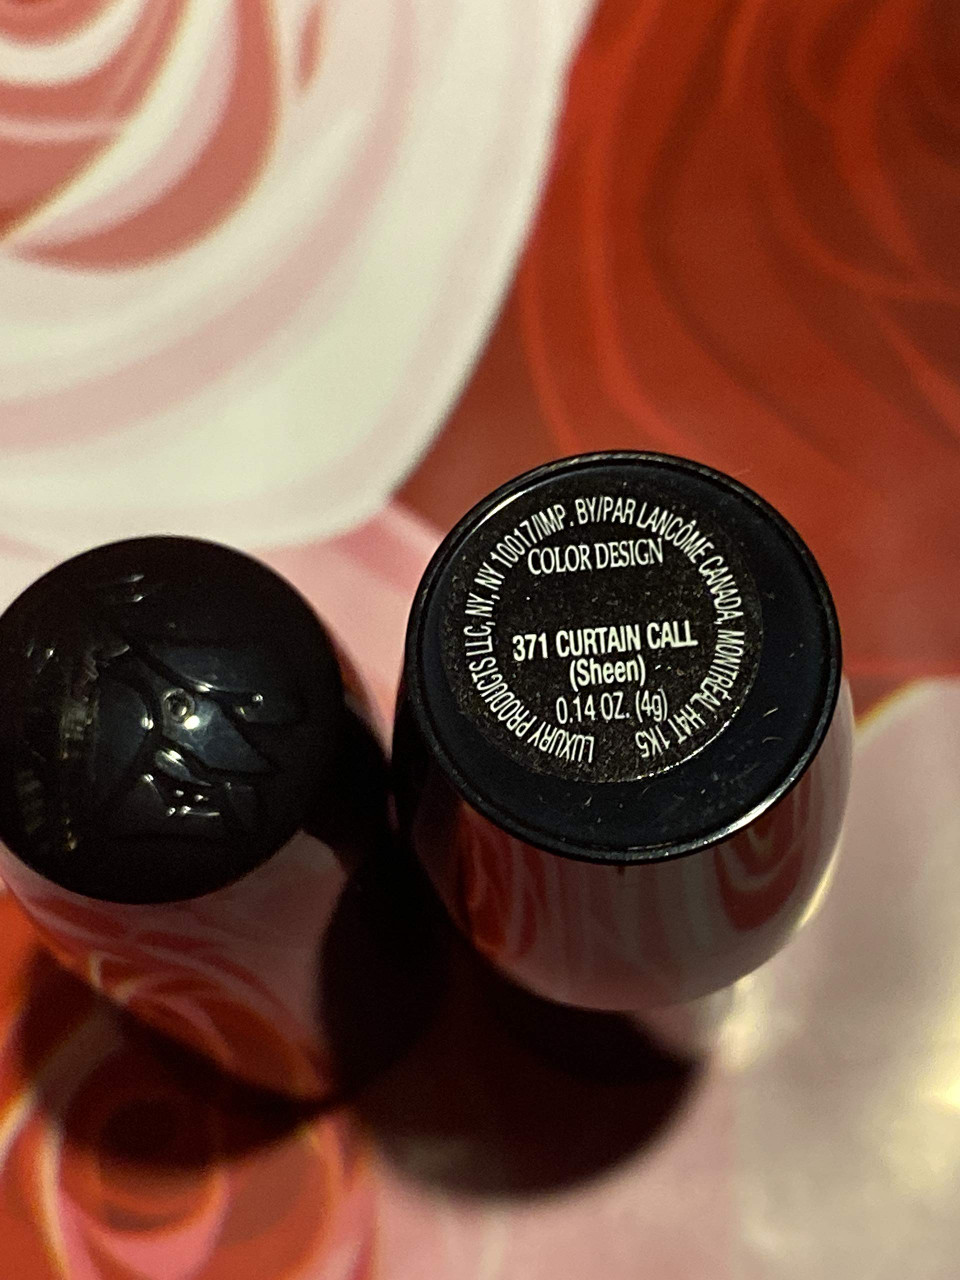 LUXURY PRODUCTS LLC, NY, NY 10017/IMP. BY/PAR LANCÔME CANADA, MONTRÉAL H4T 1K5
COLOR DESIGN
371 CURTAIN CALL
(Sheen)
0.14 OZ. (4g)